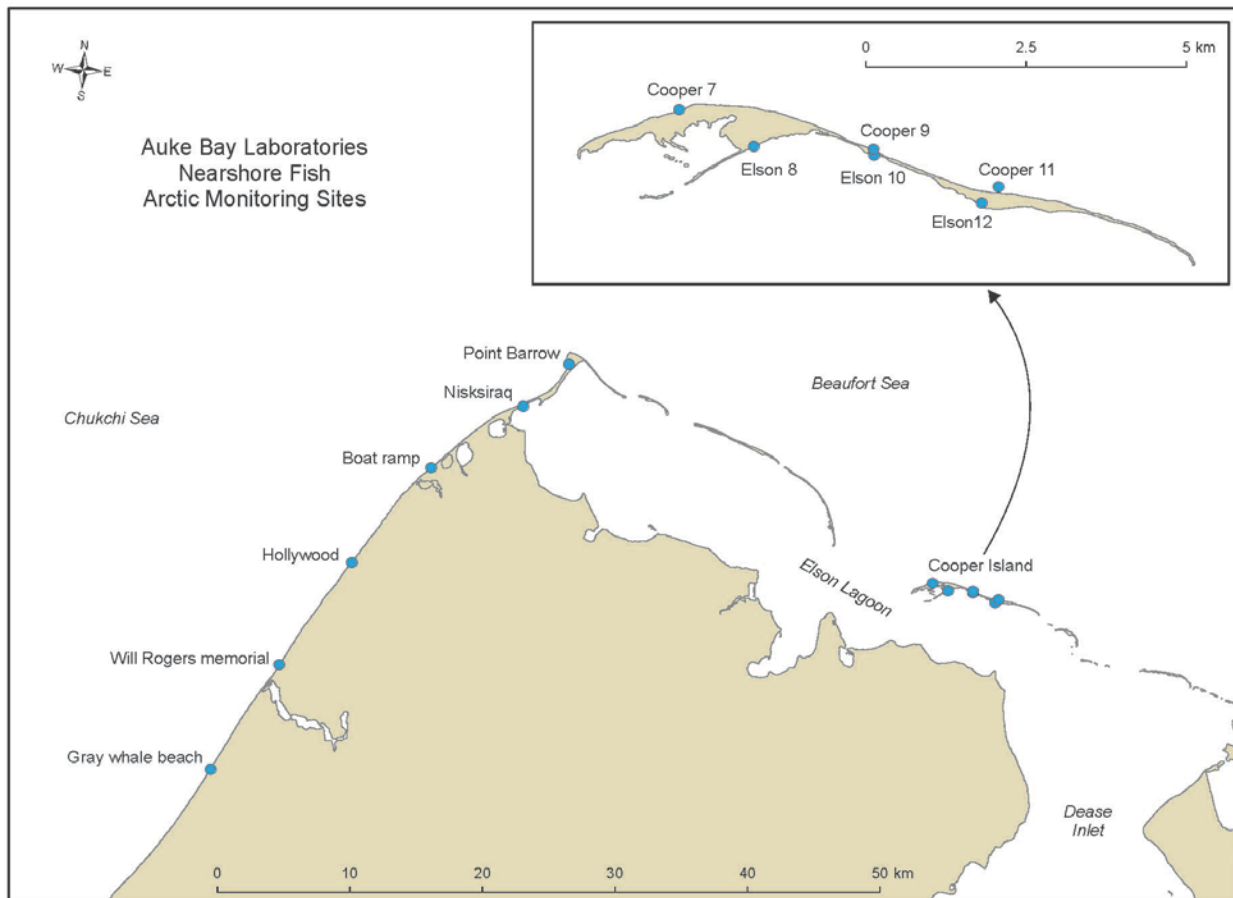 N
W E
S
Auke Bay Laboratories
Nearshore Fish
Arctic Monitoring Sites
0 2.5 5 km
Cooper 7
Cooper 9
Elson 8
Elson 10
Cooper 11
Elson12
Point Barrow
Nisksiraq
Beaufort Sea
Chukchi Sea
Boat ramp
Hollywood
Cooper Island
Elson Lagoon
Will Rogers memorial
Gray whale beach
Dease
Inlet
0 10 20 30 40 50 km